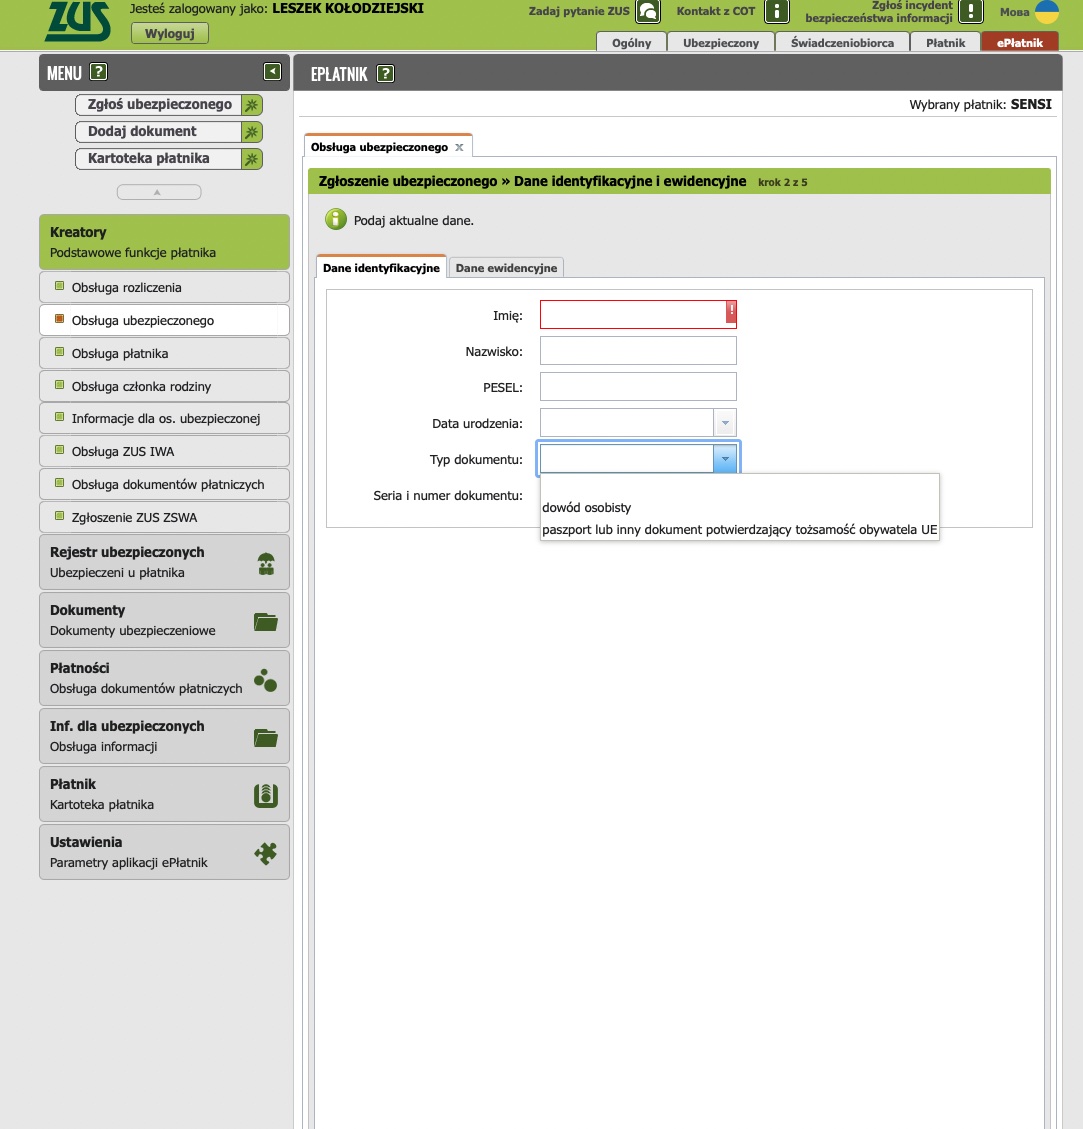 ZUS
Jesteś zalogowany jako: LESZEK KOŁODZIEJSKI
Wyloguj
Zadaj pytanie ZUS
Kontakt z COT
Zgłoś incydent
bezpieczeństwa informacji
Мова
Ogólny
Ubezpieczony
Świadczeniobiorca
Płatnik
ePłatnik
MENU ?
Zgłoś ubezpieczonego
Dodaj dokument
Kartoteka płatnika
Kreatory
Podstawowe funkcje płatnika
Obsługa rozliczenia
Obsługa ubezpieczonego
Obsługa płatnika
Obsługa członka rodziny
Informacje dla os. ubezpieczonej
Obsługa ZUS IWA
Obsługa dokumentów płatniczych
Zgłoszenie ZUS ZSWA
Rejestr ubezpieczonych
Ubezpieczeni u płatnika
Dokumenty
Dokumenty ubezpieczeniowe
Płatności
Obsługa dokumentów płatniczych
Inf. dla ubezpieczonych
Obsługa informacji
Płatnik
Kartoteka płatnika
Ustawienia
Parametry aplikacji ePłatnik
EPŁATNIK ?
Wybrany płatnik: SENSI
Obsługa ubezpieczonego x
Zgłoszenie ubezpieczonego » Dane identyfikacyjne i ewidencyjne krok 2 z 5
Podaj aktualne dane.
Dane identyfikacyjne
Dane ewidencyjne
Imię:
!
Nazwisko:
PESEL:
Data urodzenia:
Typ dokumentu:
Seria i numer dokumentu:
dowód osobisty
paszport lub inny dokument potwierdzający tożsamość obywatela UE